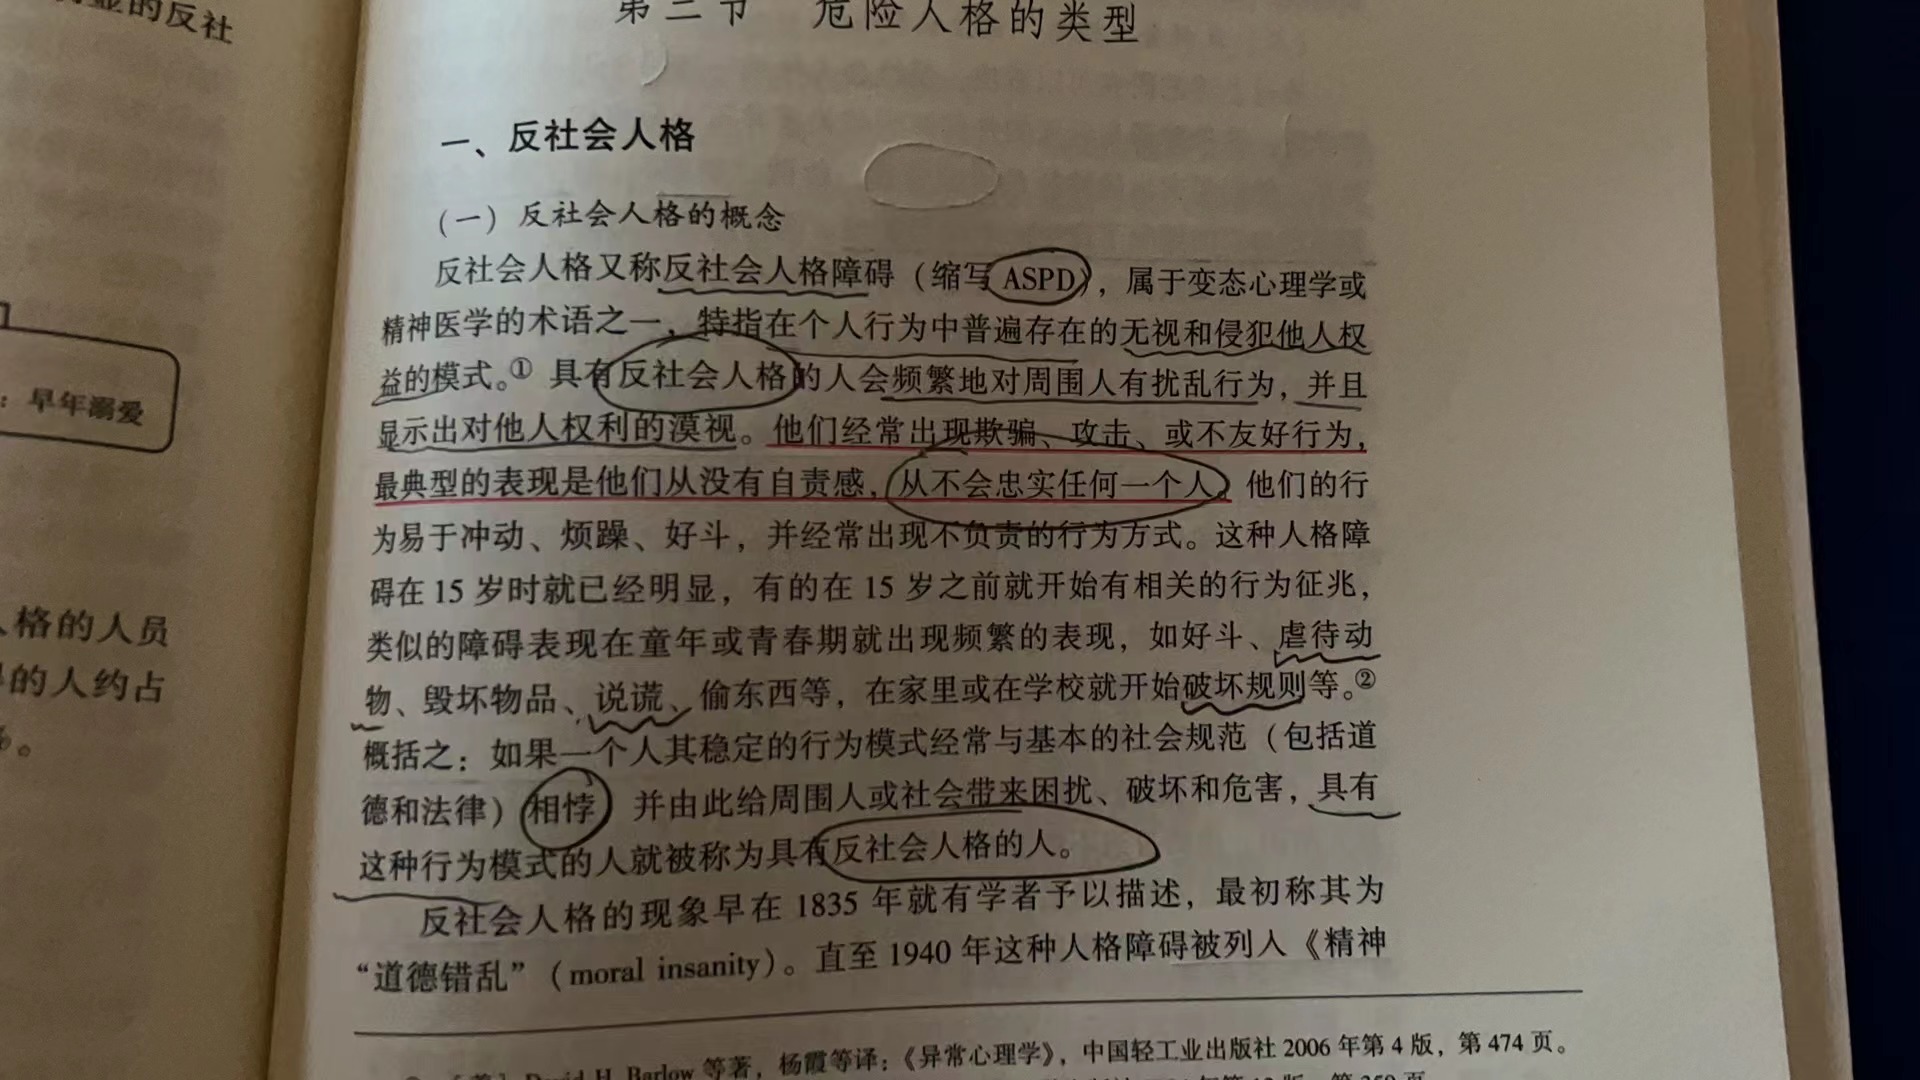 显的反社
：早年溺爱
格的人员
的人约占
。
第二节 危险人格的类型
一、反社会人格
（一）反社会人格的概念
反社会人格又称反社会人格障碍（缩写 ASPD），属于变态心理学或
精神医学的术语之一，特指在个人行为中普遍存在的无视和侵犯他人权
益的模式。① 具有反社会人格的人会频繁地对周围人有扰乱行为，并且
显示出对他人权利的漠视。他们经常出现欺骗、攻击、或不友好行为，
最典型的表现是他们从没有自责感，从不会忠实任何一个人。他们的行
为易于冲动、烦躁、好斗，并经常出现不负责的行为方式。这种人格障
碍在 15 岁时就已经明显，有的在 15 岁之前就开始有相关的行为征兆，
类似的障碍表现在童年或青春期就出现频繁的表现，如好斗、虐待动
物、毁坏物品、说谎、偷东西等，在家里或在学校就开始破坏规则等。②
概括之：如果一个人其稳定的行为模式经常与基本的社会规范（包括道
德和法律）相悖 并由此给周围人或社会带来困扰、破坏和危害，具有
这种行为模式的人就被称为具有反社会人格的人。
反社会人格的现象早在 1835 年就有学者予以描述，最初称其为
“道德错乱”（moral insanity）。直至 1940 年这种人格障碍被列入《精神
David H. Barlow 等著，杨霞等译：《异常心理学》，中国轻工业出版社 2006 年第 4 版，第 474 页。